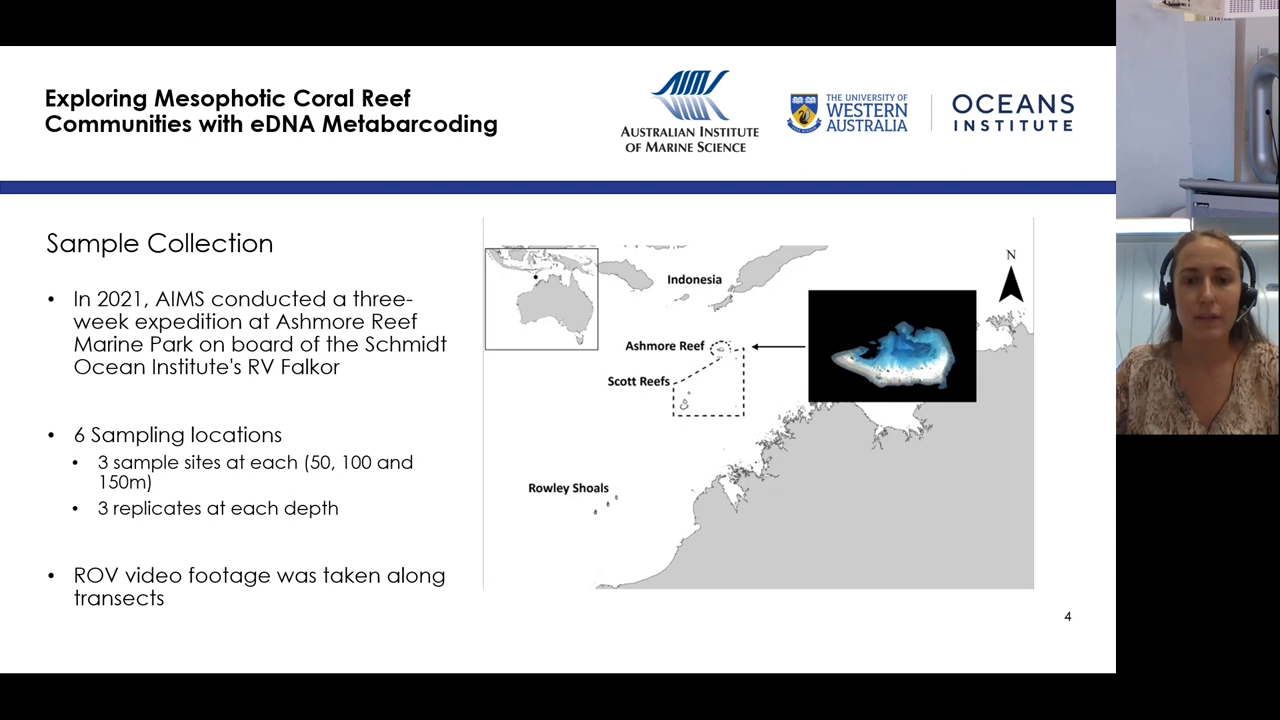 Exploring Mesophotic Coral Reef
Communities with eDNA Metabarcoding
AIMS
AUSTRALIAN INSTITUTE
OF MARINE SCIENCE
THE UNIVERSITY OF
WESTERN
AUSTRALIA
OCEANS
INSTITUTE
Sample Collection
• In 2021, AIMS conducted a three-
week expedition at Ashmore Reef
Marine Park on board of the Schmidt
Ocean Institute's RV Falkor
• 6 Sampling locations
• 3 sample sites at each (50, 100 and
150m)
• 3 replicates at each depth
• ROV video footage was taken along
transects
Indonesia
N
Ashmore Reef
Scott Reefs
Rowley Shoals
4